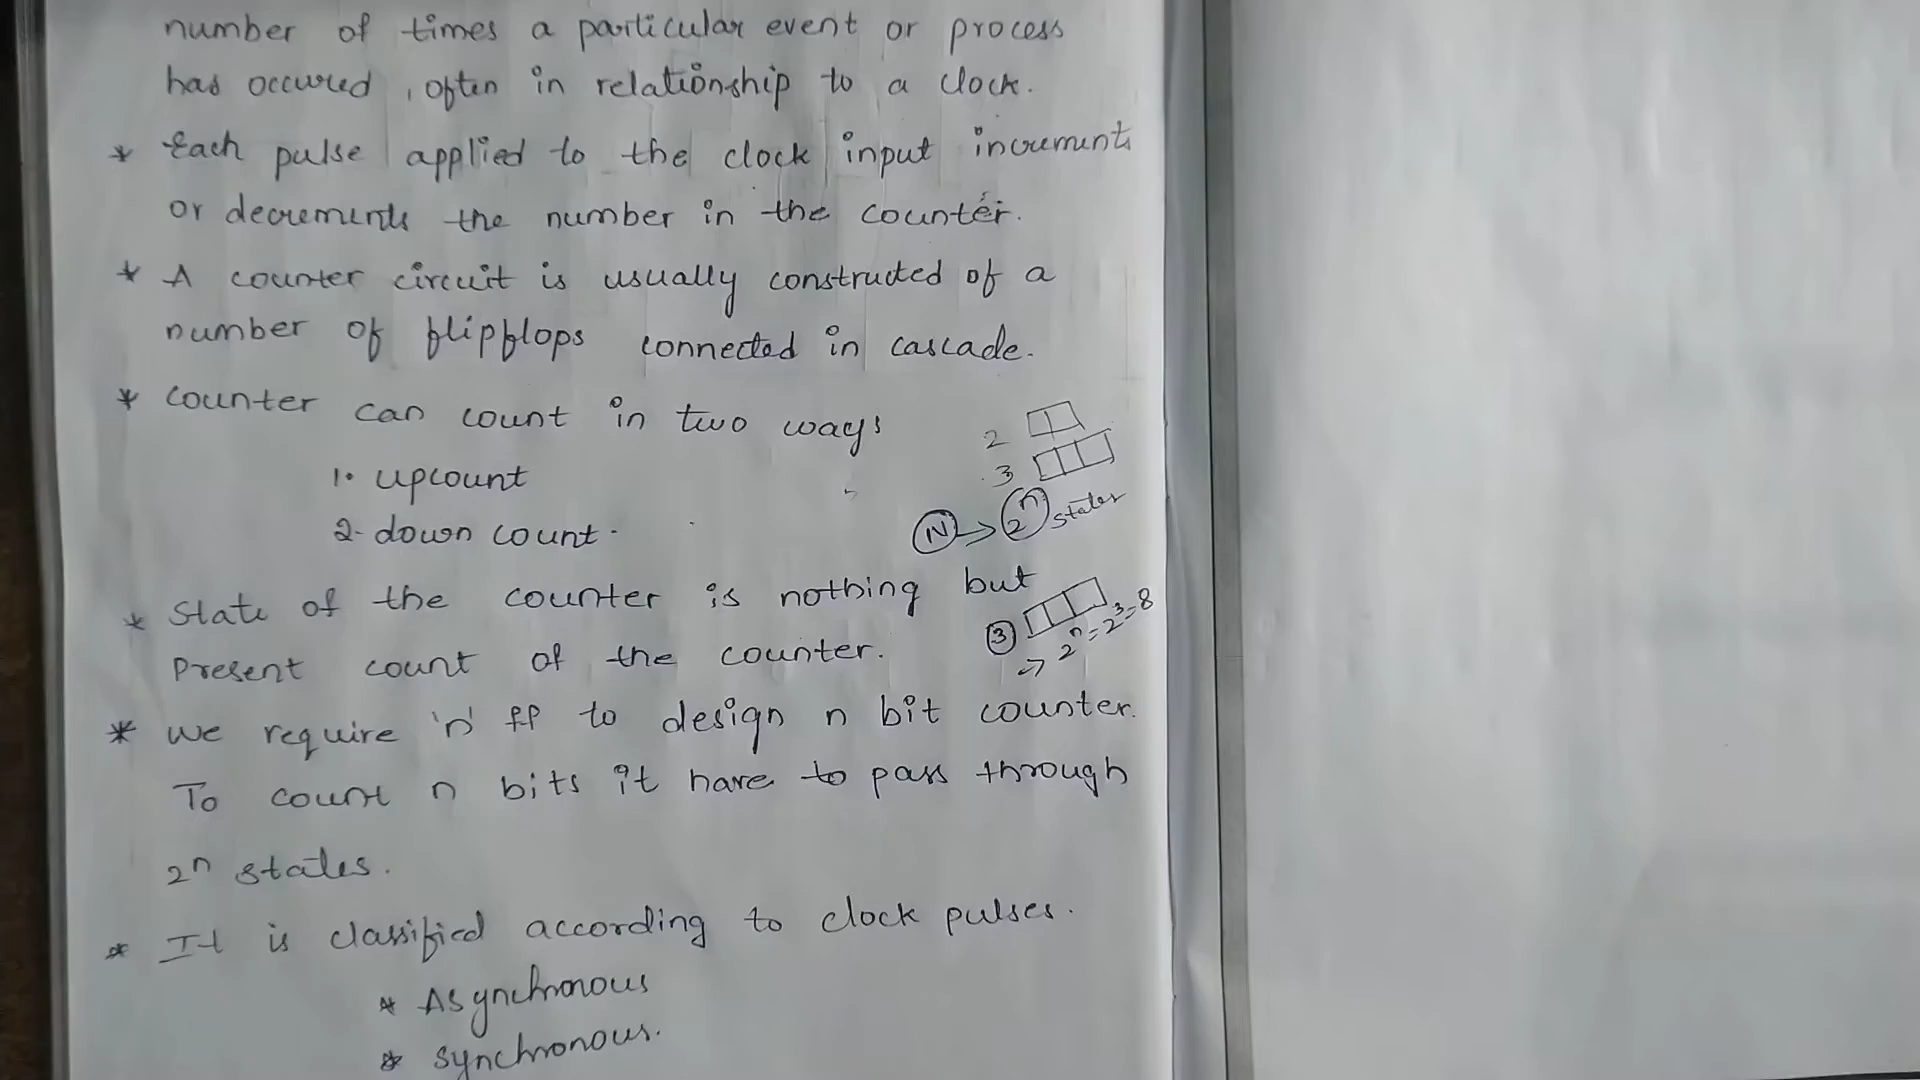 number of times a particular event or process
has occured, often in relationship to a clock.
* Each pulse applied to the clock input increments
or decrements the number in the counter.
* A counter circuit is usually constructed of a
number of flipflops connected in cascade.
* counter can count in two ways
1. upcount
2- down count.
2
3
N → 2ⁿ states
* State of the counter is nothing but
Present count of the counter.
3
→ 2ⁿ = 2³ = 8
* we require 'n' ff to design n bit counter.
To count n bits it have to pass through
2ⁿ states.
* It is classified according to clock pulses.
* Asynchronous
* synchronous.